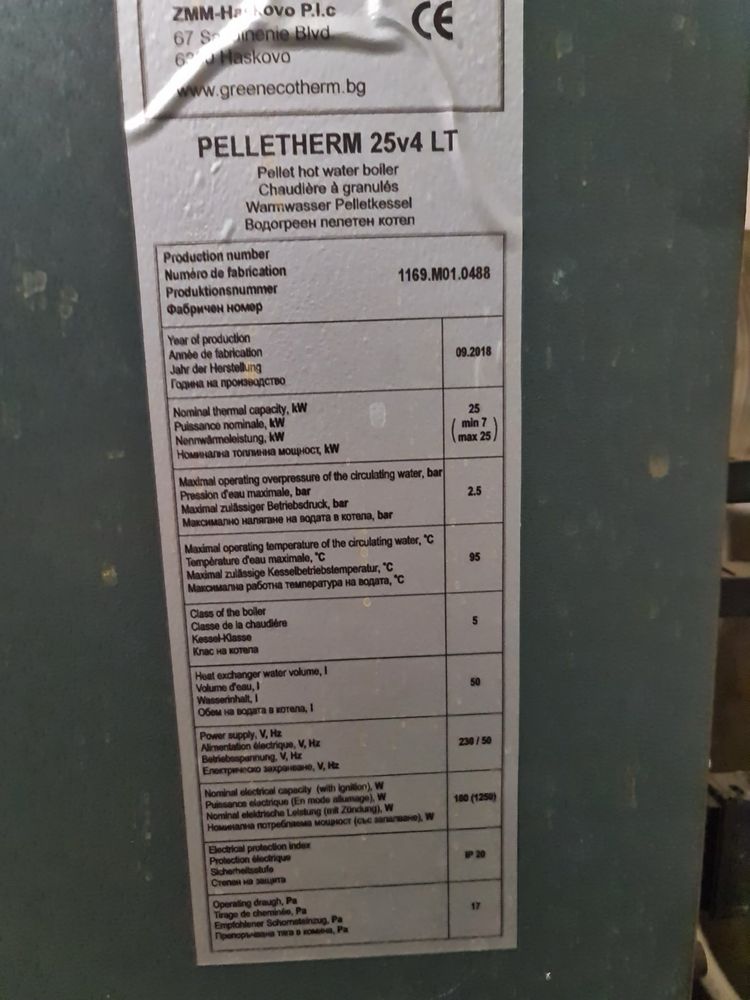 ZMM-Haskovo P.l.c
67 Saedinenie Blvd.
Haskovo
www.greenecotherm.bg
CE
PELLETHERM 25v4 LT
Pellet hot water boiler
Chaudière à granulés
Warmwasser Pelletkessel
Водогреен пелетен котел
Production number
Numéro de fabrication
Produktionsnummer
Фабричен номер
1169.M01.0488
Year of production
Année de fabrication
Jahr der Herstellung
Година на производство
09.2018
Nominal thermal capacity, kW
Puissance nominale, kW
Nennwärmeleistung, kW
Номинална топлинна мощност, kW
25
( min 7
max 25 )
Maximal operating overpressure of the circulating water, bar
Pression d'eau maximale, bar
Maximal zulässiger Betriebsdruck, bar
Максимално налягане на водата в котела, bar
2.5
Maximal operating temperature of the circulating water, °C
Température d'eau maximale, °C
Maximal zulässige Kesselbetriebstemperatur, °C
Максимална работна температура на водата, °C
95
Class of the boiler
Classe de la chaudière
Kessel-Klasse
Клас на котела
5
Heat exchanger water volume, l
Volume d'eau, l
Wasserinhalt, l
Обем на водата в котела, l
50
Power supply, V, Hz
Alimentation électrique, V, Hz
Betriebsspannung, V, Hz
Електрическо захранване, V, Hz
230 / 50
Nominal electrical capacity (with ignition), W
Puissance électrique (En mode allumage), W
Nominal elektrische Leistung (mit Zündung), W
Номинална потребляема мощност (със запалване), W
180 (1250)
Electrical protection index
Protection électrique
Sicherheitsstufe
Степен на защита
IP 20
Operating draugh, Pa
Tirage de cheminée, Pa
Empfohlener Schornsteinzug, Pa
Препоръчвана тяга в комина, Pa
17